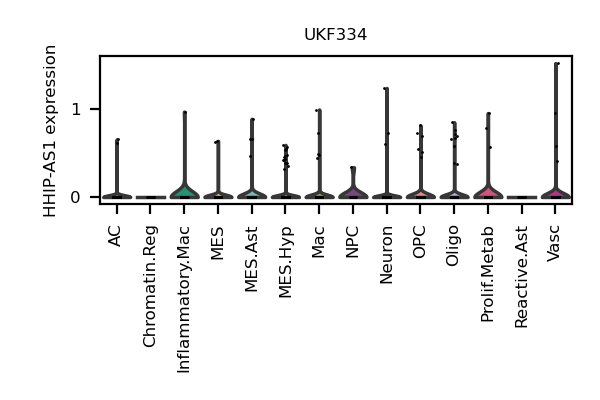 UKF334
HHIP-AS1 expression
1
0
AC
Chromatin.Reg
Inflammatory.Mac
MES
MES.Ast
MES.Hyp
Mac
NPC
Neuron
OPC
Oligo
Prolif.Metab
Reactive.Ast
Vasc